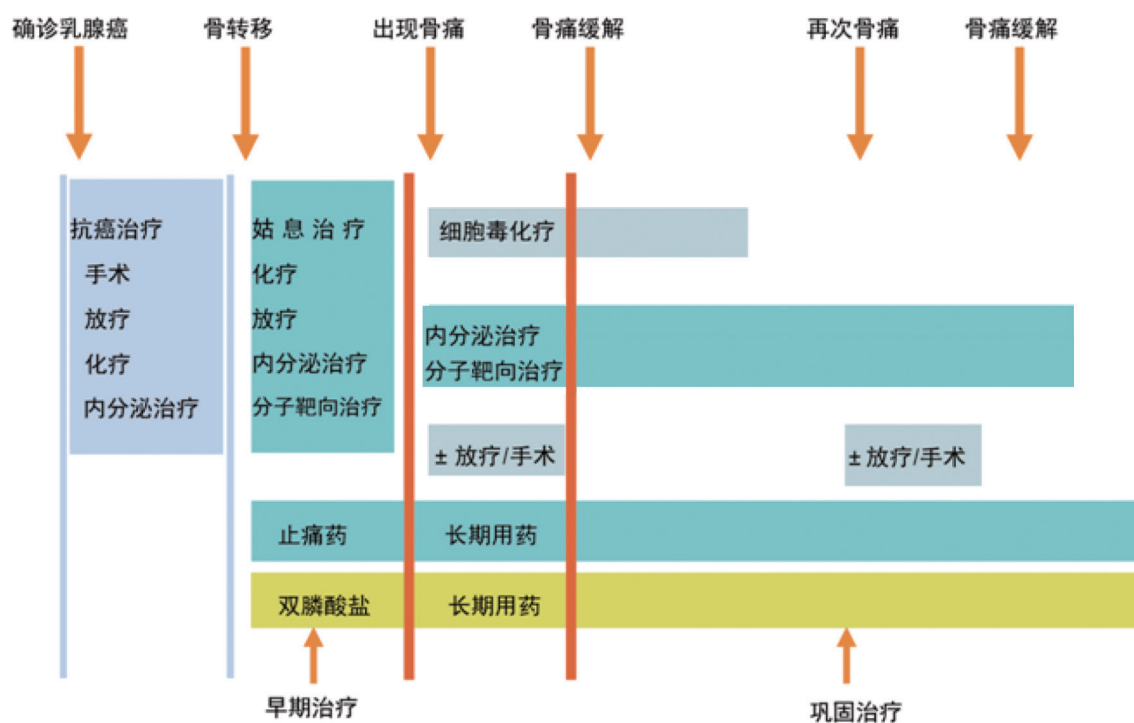 确诊乳腺癌 骨转移 出现骨痛 骨痛缓解 再次骨痛 骨痛缓解
抗癌治疗
手术
放疗
化疗
内分泌治疗
姑息治疗
化疗
放疗
内分泌治疗
分子靶向治疗
细胞毒化疗
内分泌治疗
分子靶向治疗
± 放疗/手术
± 放疗/手术
止痛药 长期用药
双膦酸盐 长期用药
早期治疗 巩固治疗